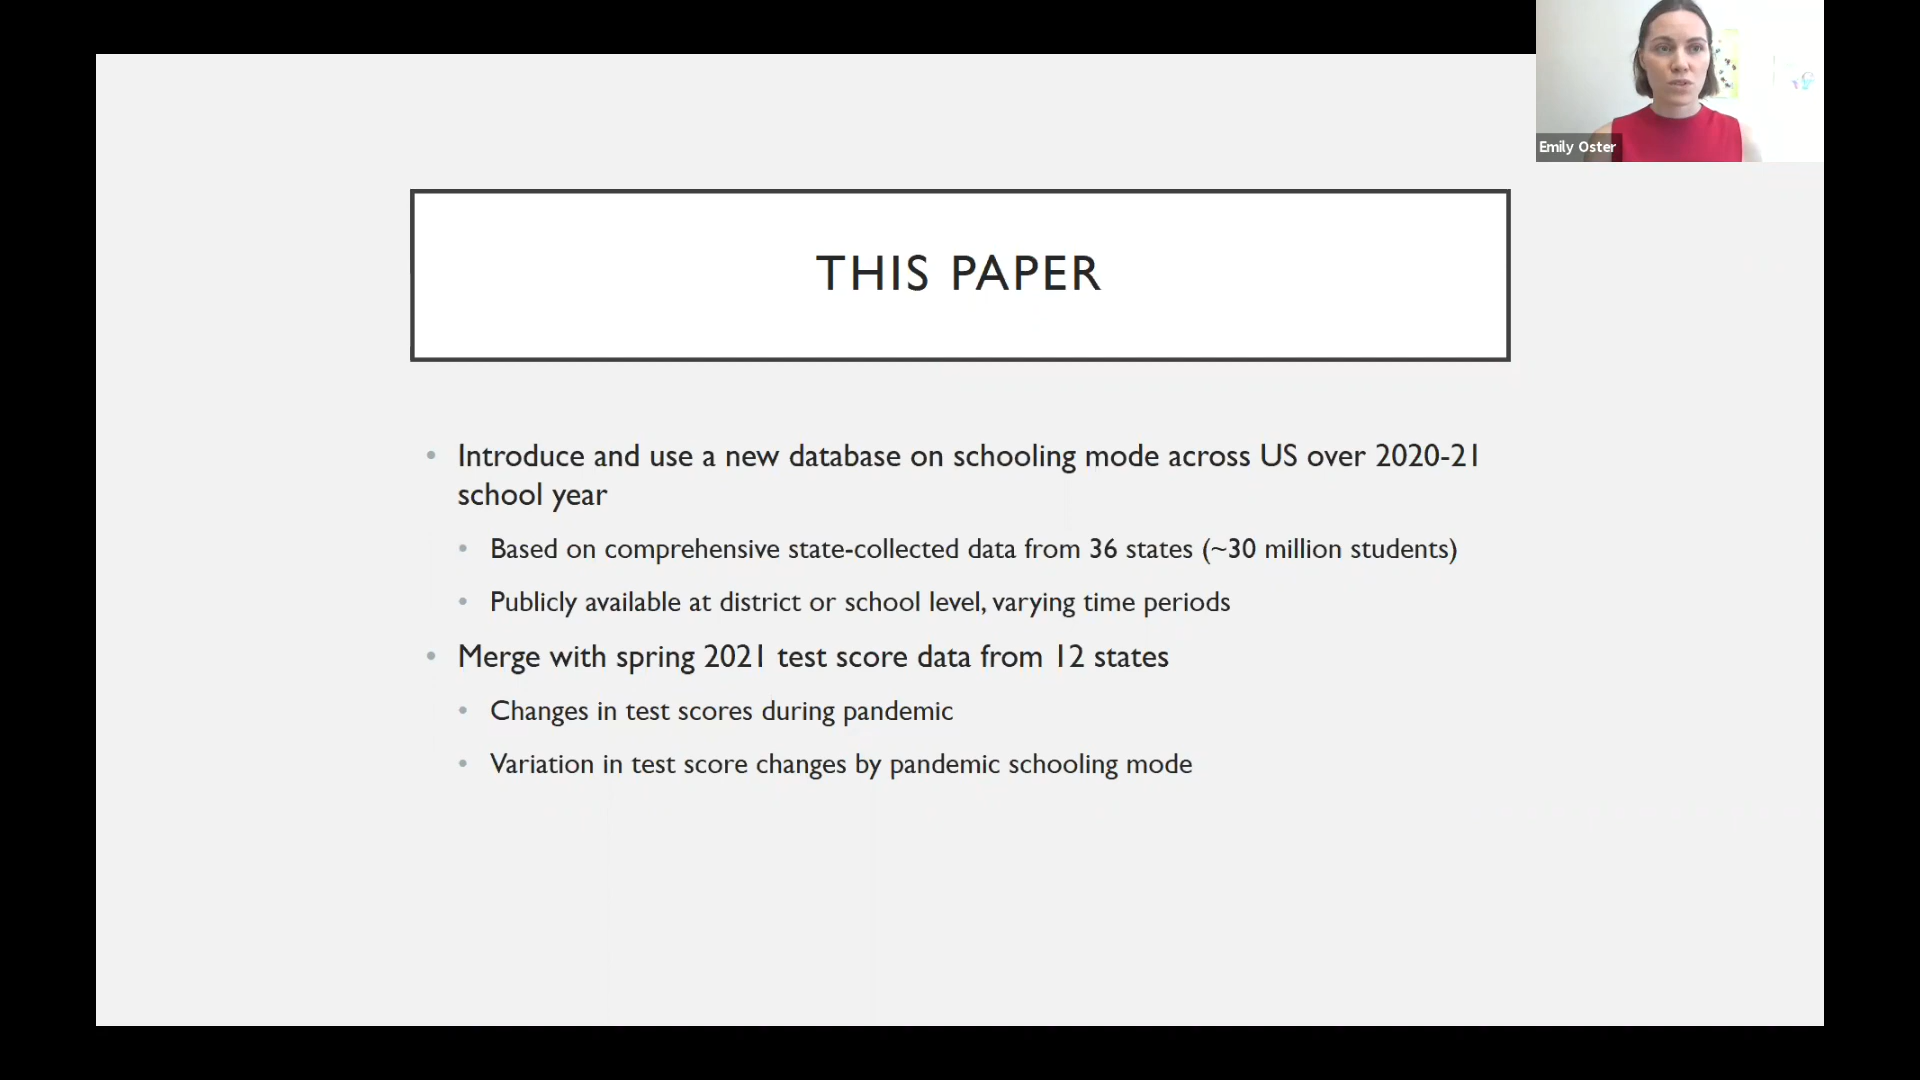 Emily Oster
THIS PAPER
• Introduce and use a new database on schooling mode across US over 2020-21
school year
• Based on comprehensive state-collected data from 36 states (~30 million students)
• Publicly available at district or school level, varying time periods
• Merge with spring 2021 test score data from 12 states
• Changes in test scores during pandemic
• Variation in test score changes by pandemic schooling mode